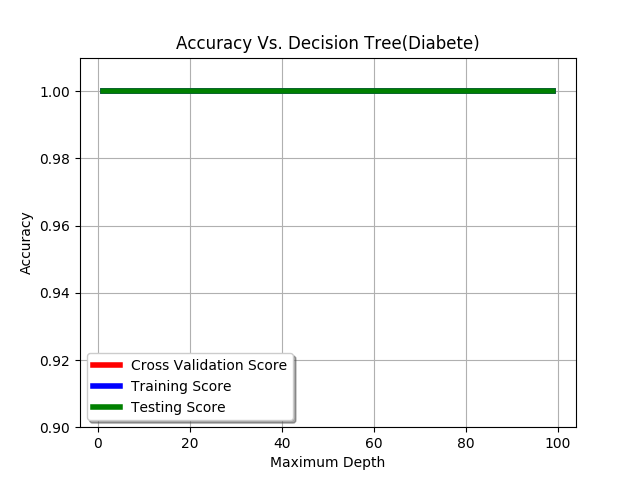 Accuracy Vs. Decision Tree(Diabete)
1.00
0.98
0.96
0.94
0.92
0.90
Accuracy
Cross Validation Score
Training Score
Testing Score
0 20 40 60 80 100
Maximum Depth